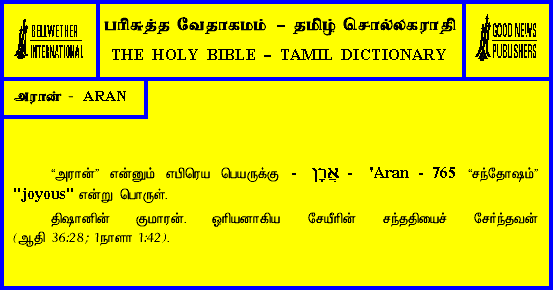 BELLWETHER
INTERNATIONAL
பரிசுத்த வேதாகமம் – தமிழ் சொல்லகராதி
THE HOLY BIBLE – TAMIL DICTIONARY
GOOD NEWS
PUBLISHERS
அரான் - ARAN
“அரான்” என்னும் எபிரெய பெயருக்கு - אֲרָן - 'Aran - 765 “சந்தோஷம்”
"joyous" என்று பொருள்.
திஷானின் குமாரன். ஓரியனாகிய சேயீரின் சந்ததியைச் சேர்ந்தவன்
(ஆதி 36:28; 1நாளா 1:42).